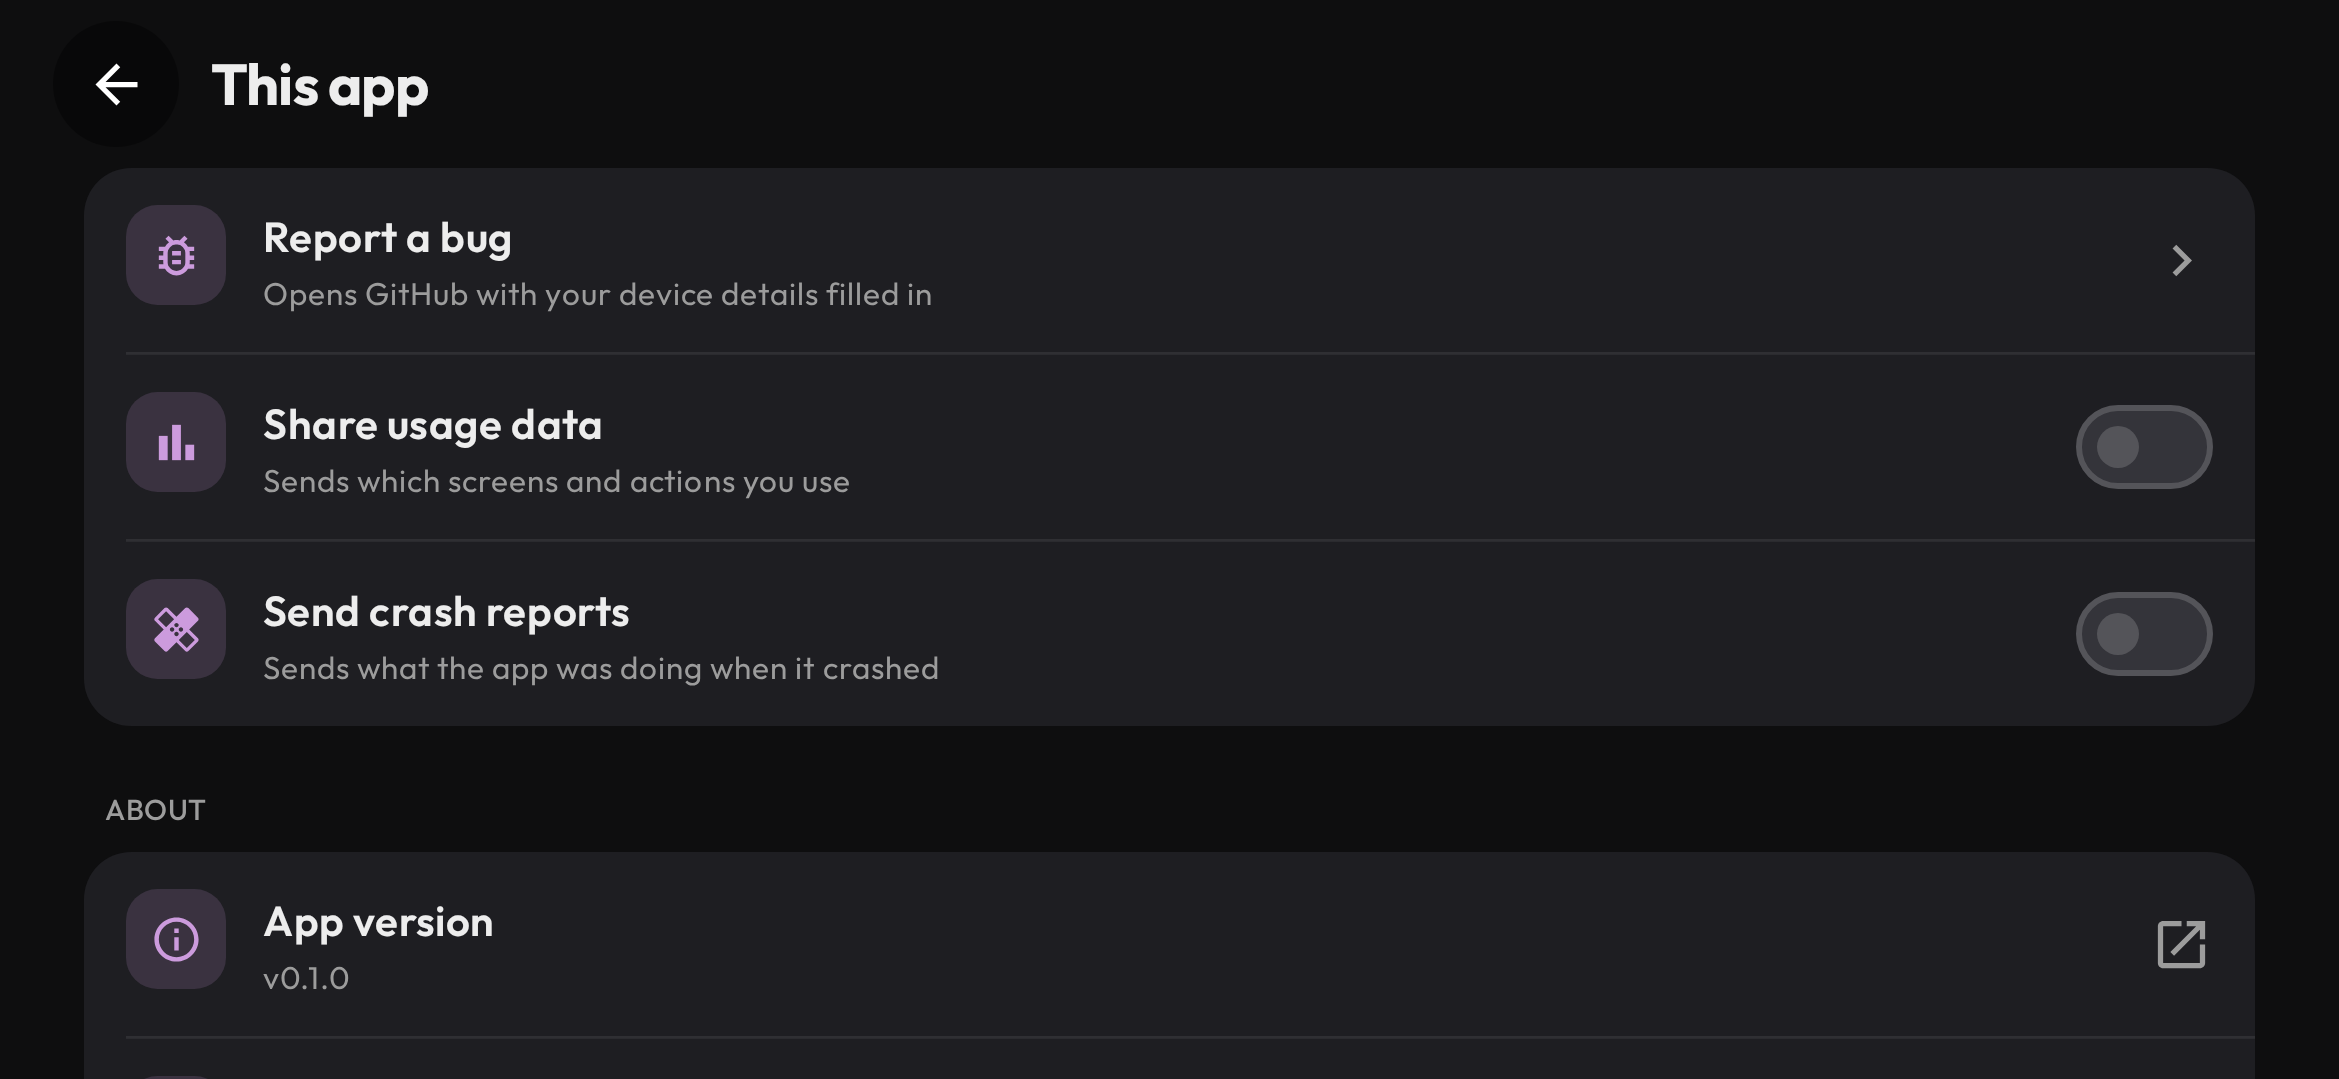 This app
Report a bug
Opens GitHub with your device details filled in
Share usage data
Sends which screens and actions you use
Send crash reports
Sends what the app was doing when it crashed
ABOUT
App version
v0.1.0